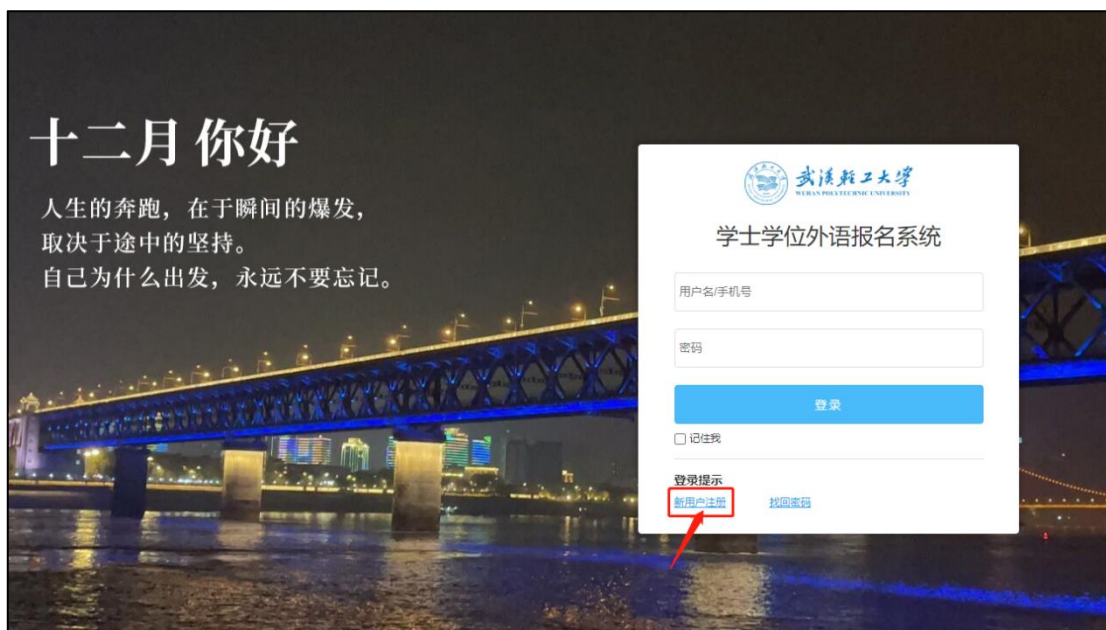 十二月 你好
人生的奔跑，在于瞬间的爆发，
取决于途中的坚持。
自己为什么出发，永远不要忘记。
武汉轻工大学
WUHAN POLYTECHNIC UNIVERSITY
学士学位外语报名系统
用户名/手机号
密码
登录
记住我
登录提示
新用户注册 找回密码